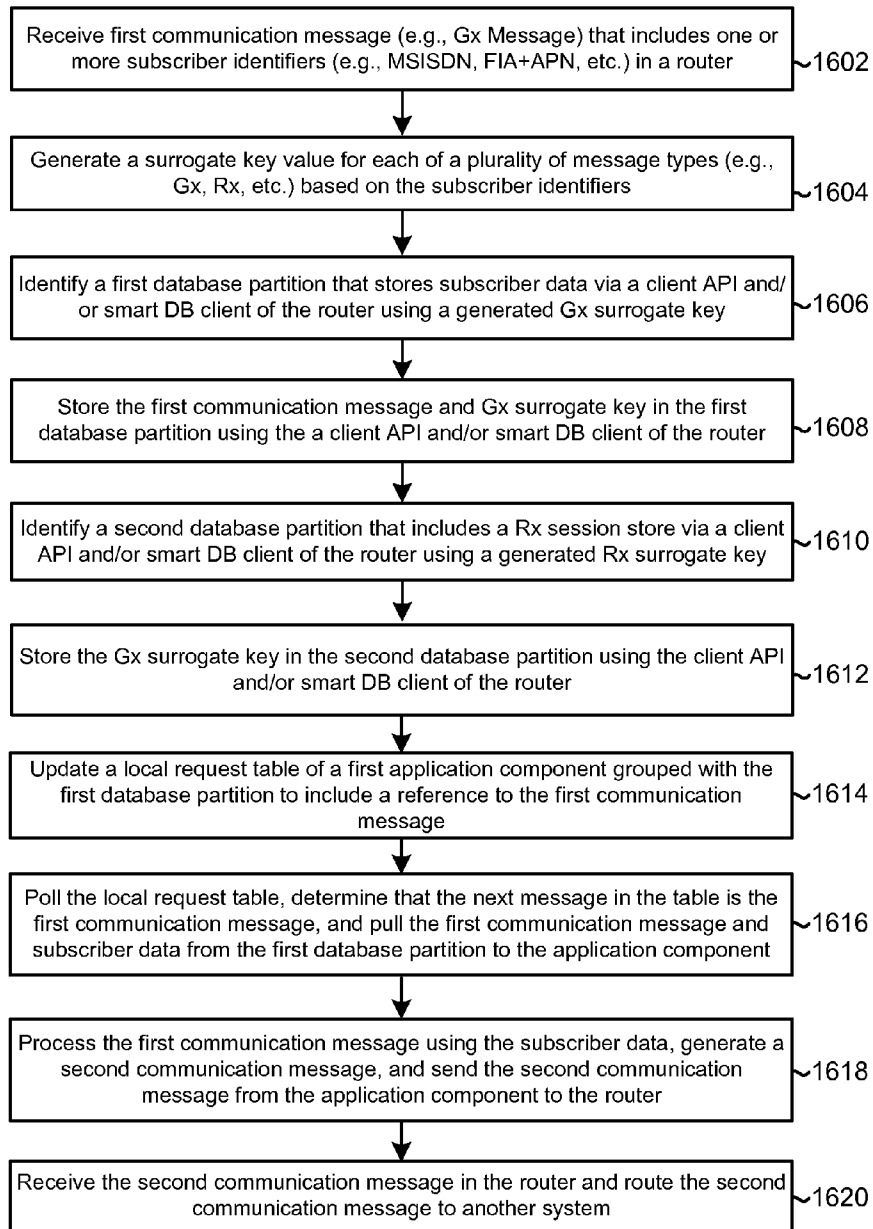 Receive first communication message (e.g., Gx Message) that includes one or
more subscriber identifiers (e.g., MSISDN, FIA+APN, etc.) in a router
1602
Generate a surrogate key value for each of a plurality of message types (e.g.,
Gx, Rx, etc.) based on the subscriber identifiers
1604
Identify a first database partition that stores subscriber data via a client API and/
or smart DB client of the router using a generated Gx surrogate key
1606
Store the first communication message and Gx surrogate key in the first
database partition using the a client API and/or smart DB client of the router
1608
Identify a second database partition that includes a Rx session store via a client
API and/or smart DB client of the router using a generated Rx surrogate key
1610
Store the Gx surrogate key in the second database partition using the client API
and/or smart DB client of the router
1612
Update a local request table of a first application component grouped with the
first database partition to include a reference to the first communication
message
1614
Poll the local request table, determine that the next message in the table is the
first communication message, and pull the first communication message and
subscriber data from the first database partition to the application component
1616
Process the first communication message using the subscriber data, generate a
second communication message, and send the second communication
message from the application component to the router
1618
Receive the second communication message in the router and route the second
communication message to another system
1620